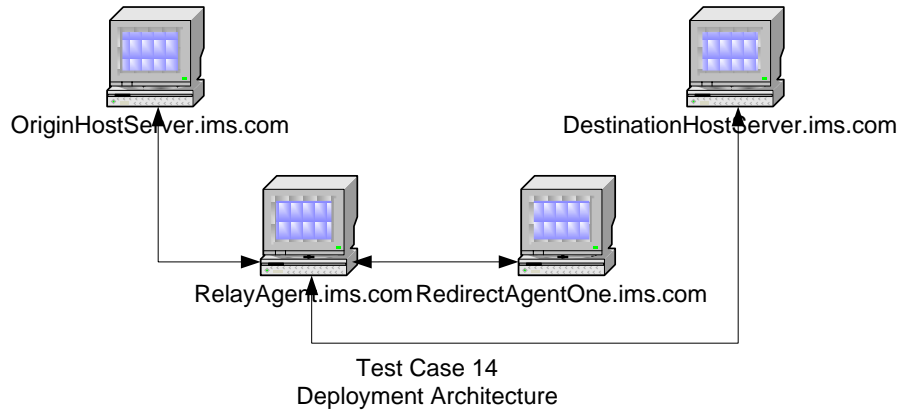 OriginHostServer.ims.com
DestinationHostServer.ims.com
RelayAgent.ims.com
RedirectAgentOne.ims.com
Test Case 14
Deployment Architecture